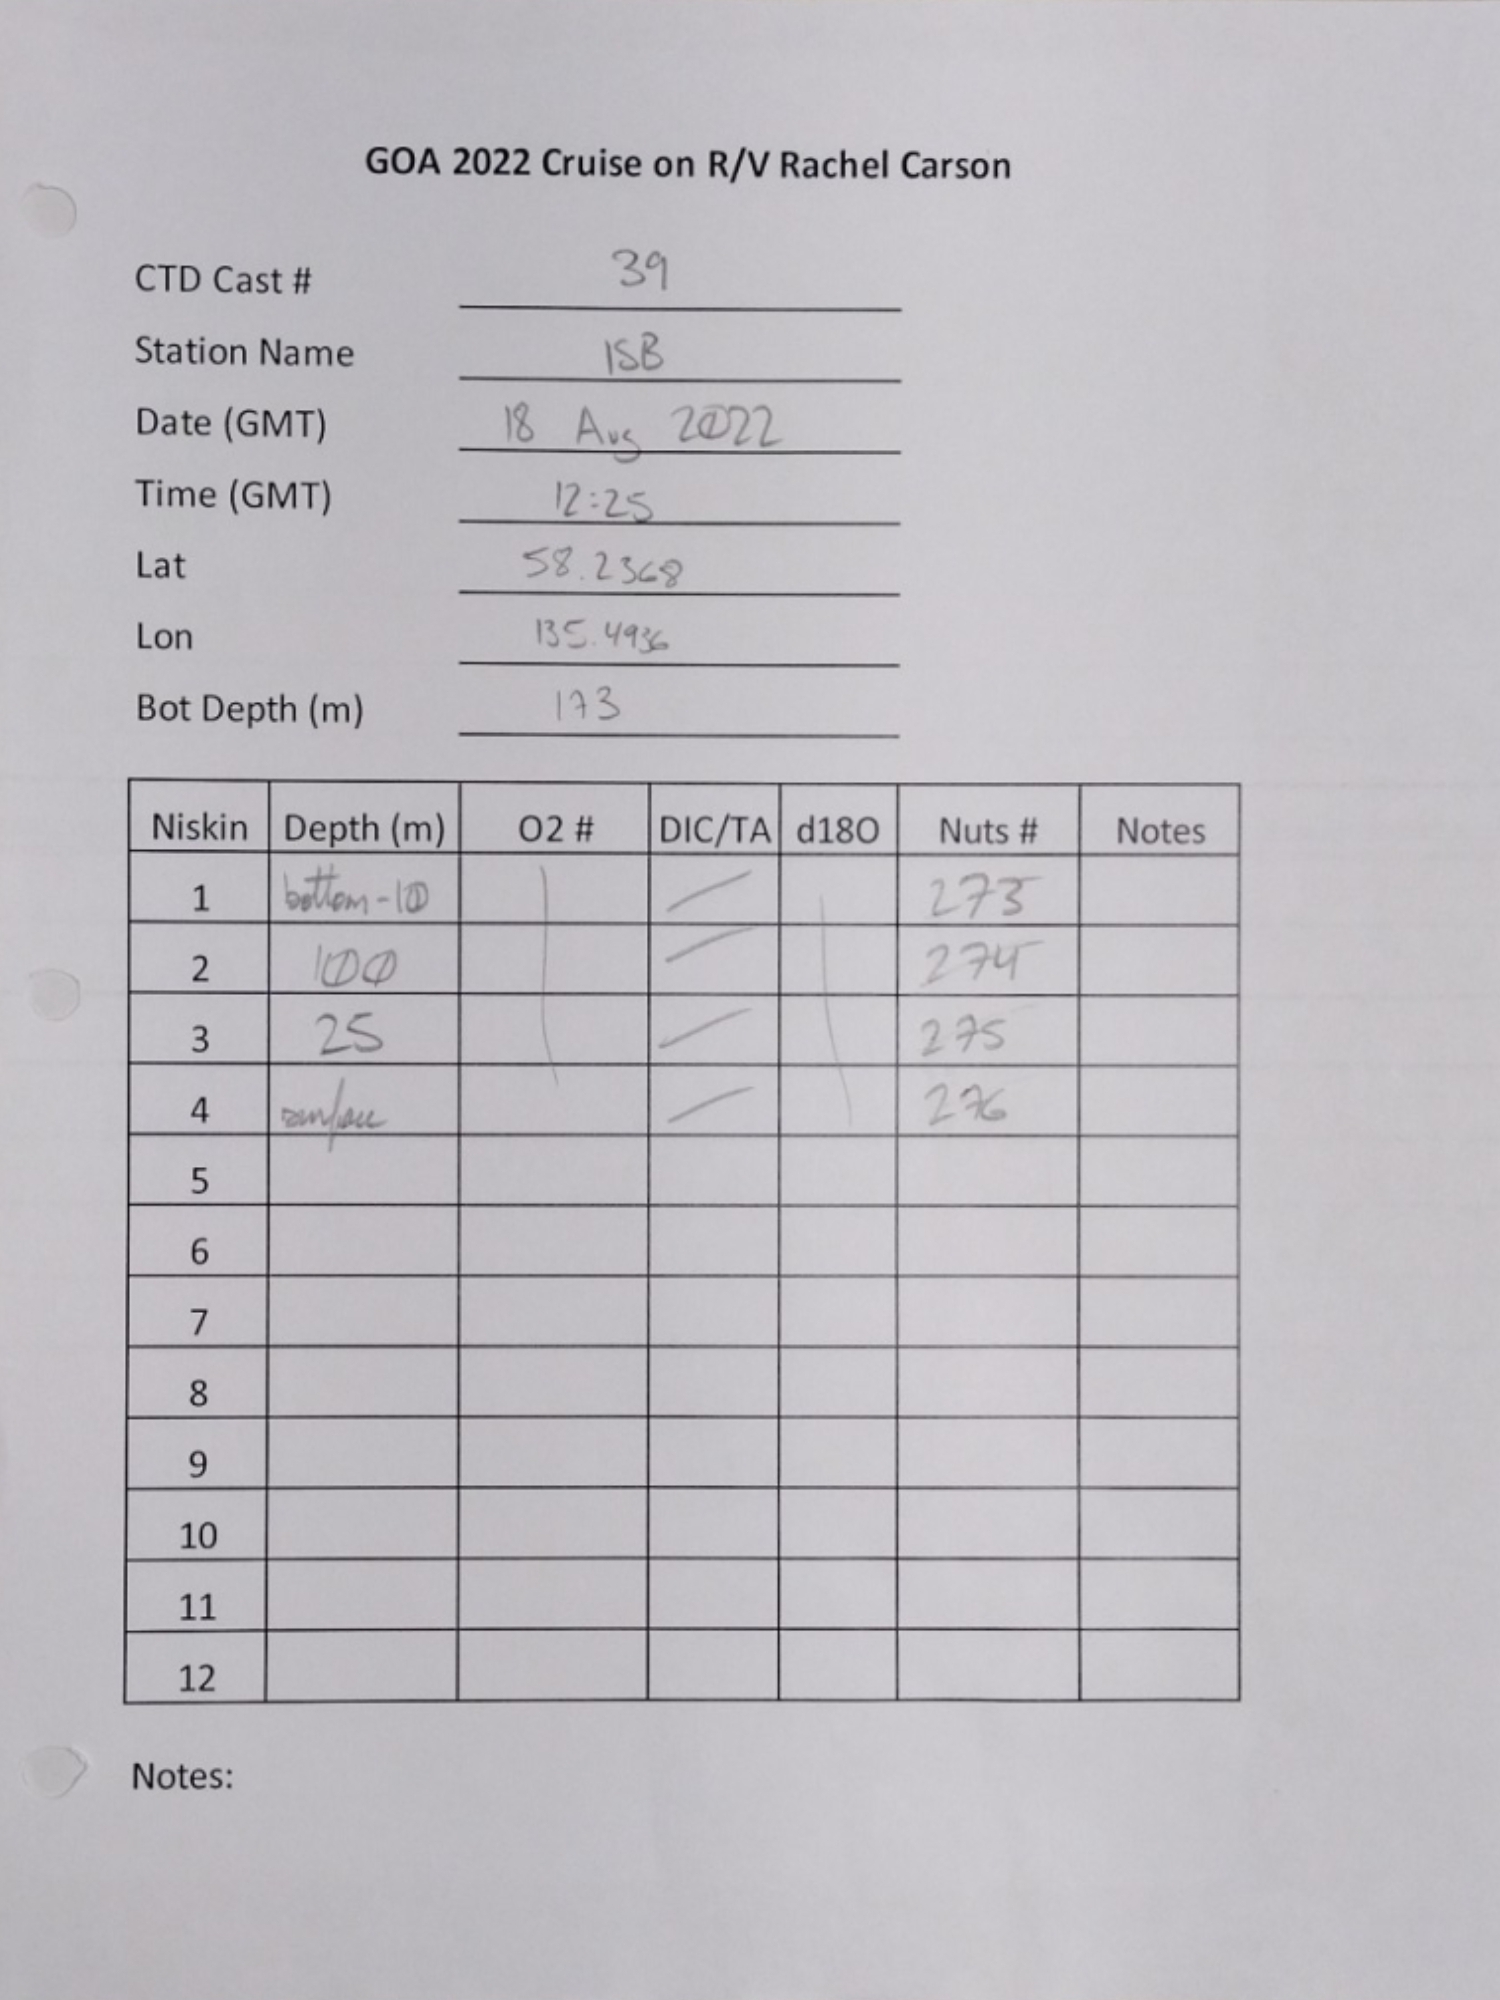 GOA 2022 Cruise on R/V Rachel Carson
CTD Cast # 39
Station Name ISB
Date (GMT) 18 Aug 2022
Time (GMT) 12:25
Lat 58.2368
Lon 135.4936
Bot Depth (m) 173
Niskin Depth (m) O2 # DIC/TA d18O Nuts # Notes
1 bottom-10 273
2 100 274
3 25 275
4 surface 276
5
6
7
8
9
10
11
12
Notes: